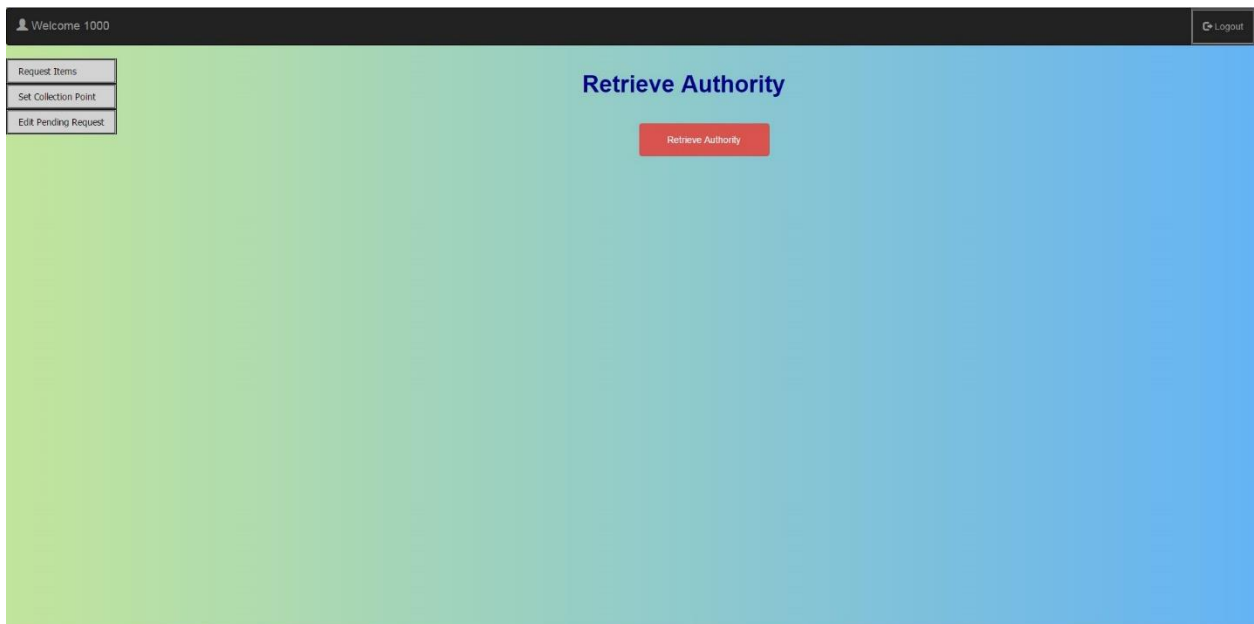 Welcome 1000
Logout
Request Items
Set Collection Point
Edit Pending Request
Retrieve Authority
Retrieve Authority